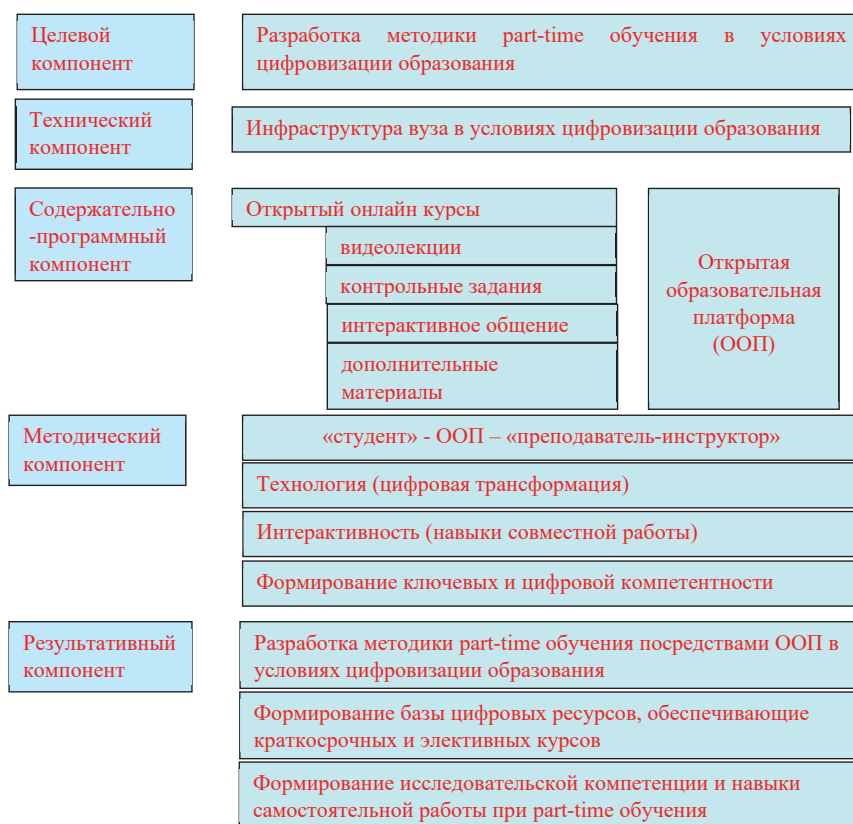 Целевой
компонент
Разработка методики part-time обучения в условиях
цифровизации образования
Технический
компонент
Инфраструктура вуза в условиях цифровизации образования
Содержательно
-программный
компонент
Открытый онлайн курсы
видеолекции
контрольные задания
интерактивное общение
дополнительные
материалы
Открытая
образовательная
платформа
(ООП)
Методический
компонент
«студент» - ООП – «преподаватель-инструктор»
Технология (цифровая трансформация)
Интерактивность (навыки совместной работы)
Формирование ключевых и цифровой компетентности
Результативный
компонент
Разработка методики part-time обучения посредствами ООП в
условиях цифровизации образования
Формирование базы цифровых ресурсов, обеспечивающие
краткосрочных и элективных курсов
Формирование исследовательской компетенции и навыки
самостоятельной работы при part-time обучения